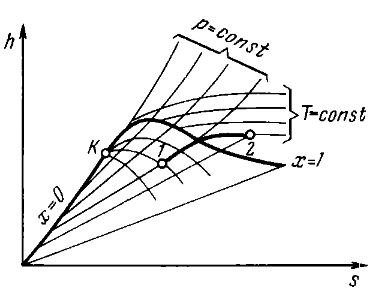 h
p=const
T=const
K
1
2
x=1
x=0
s